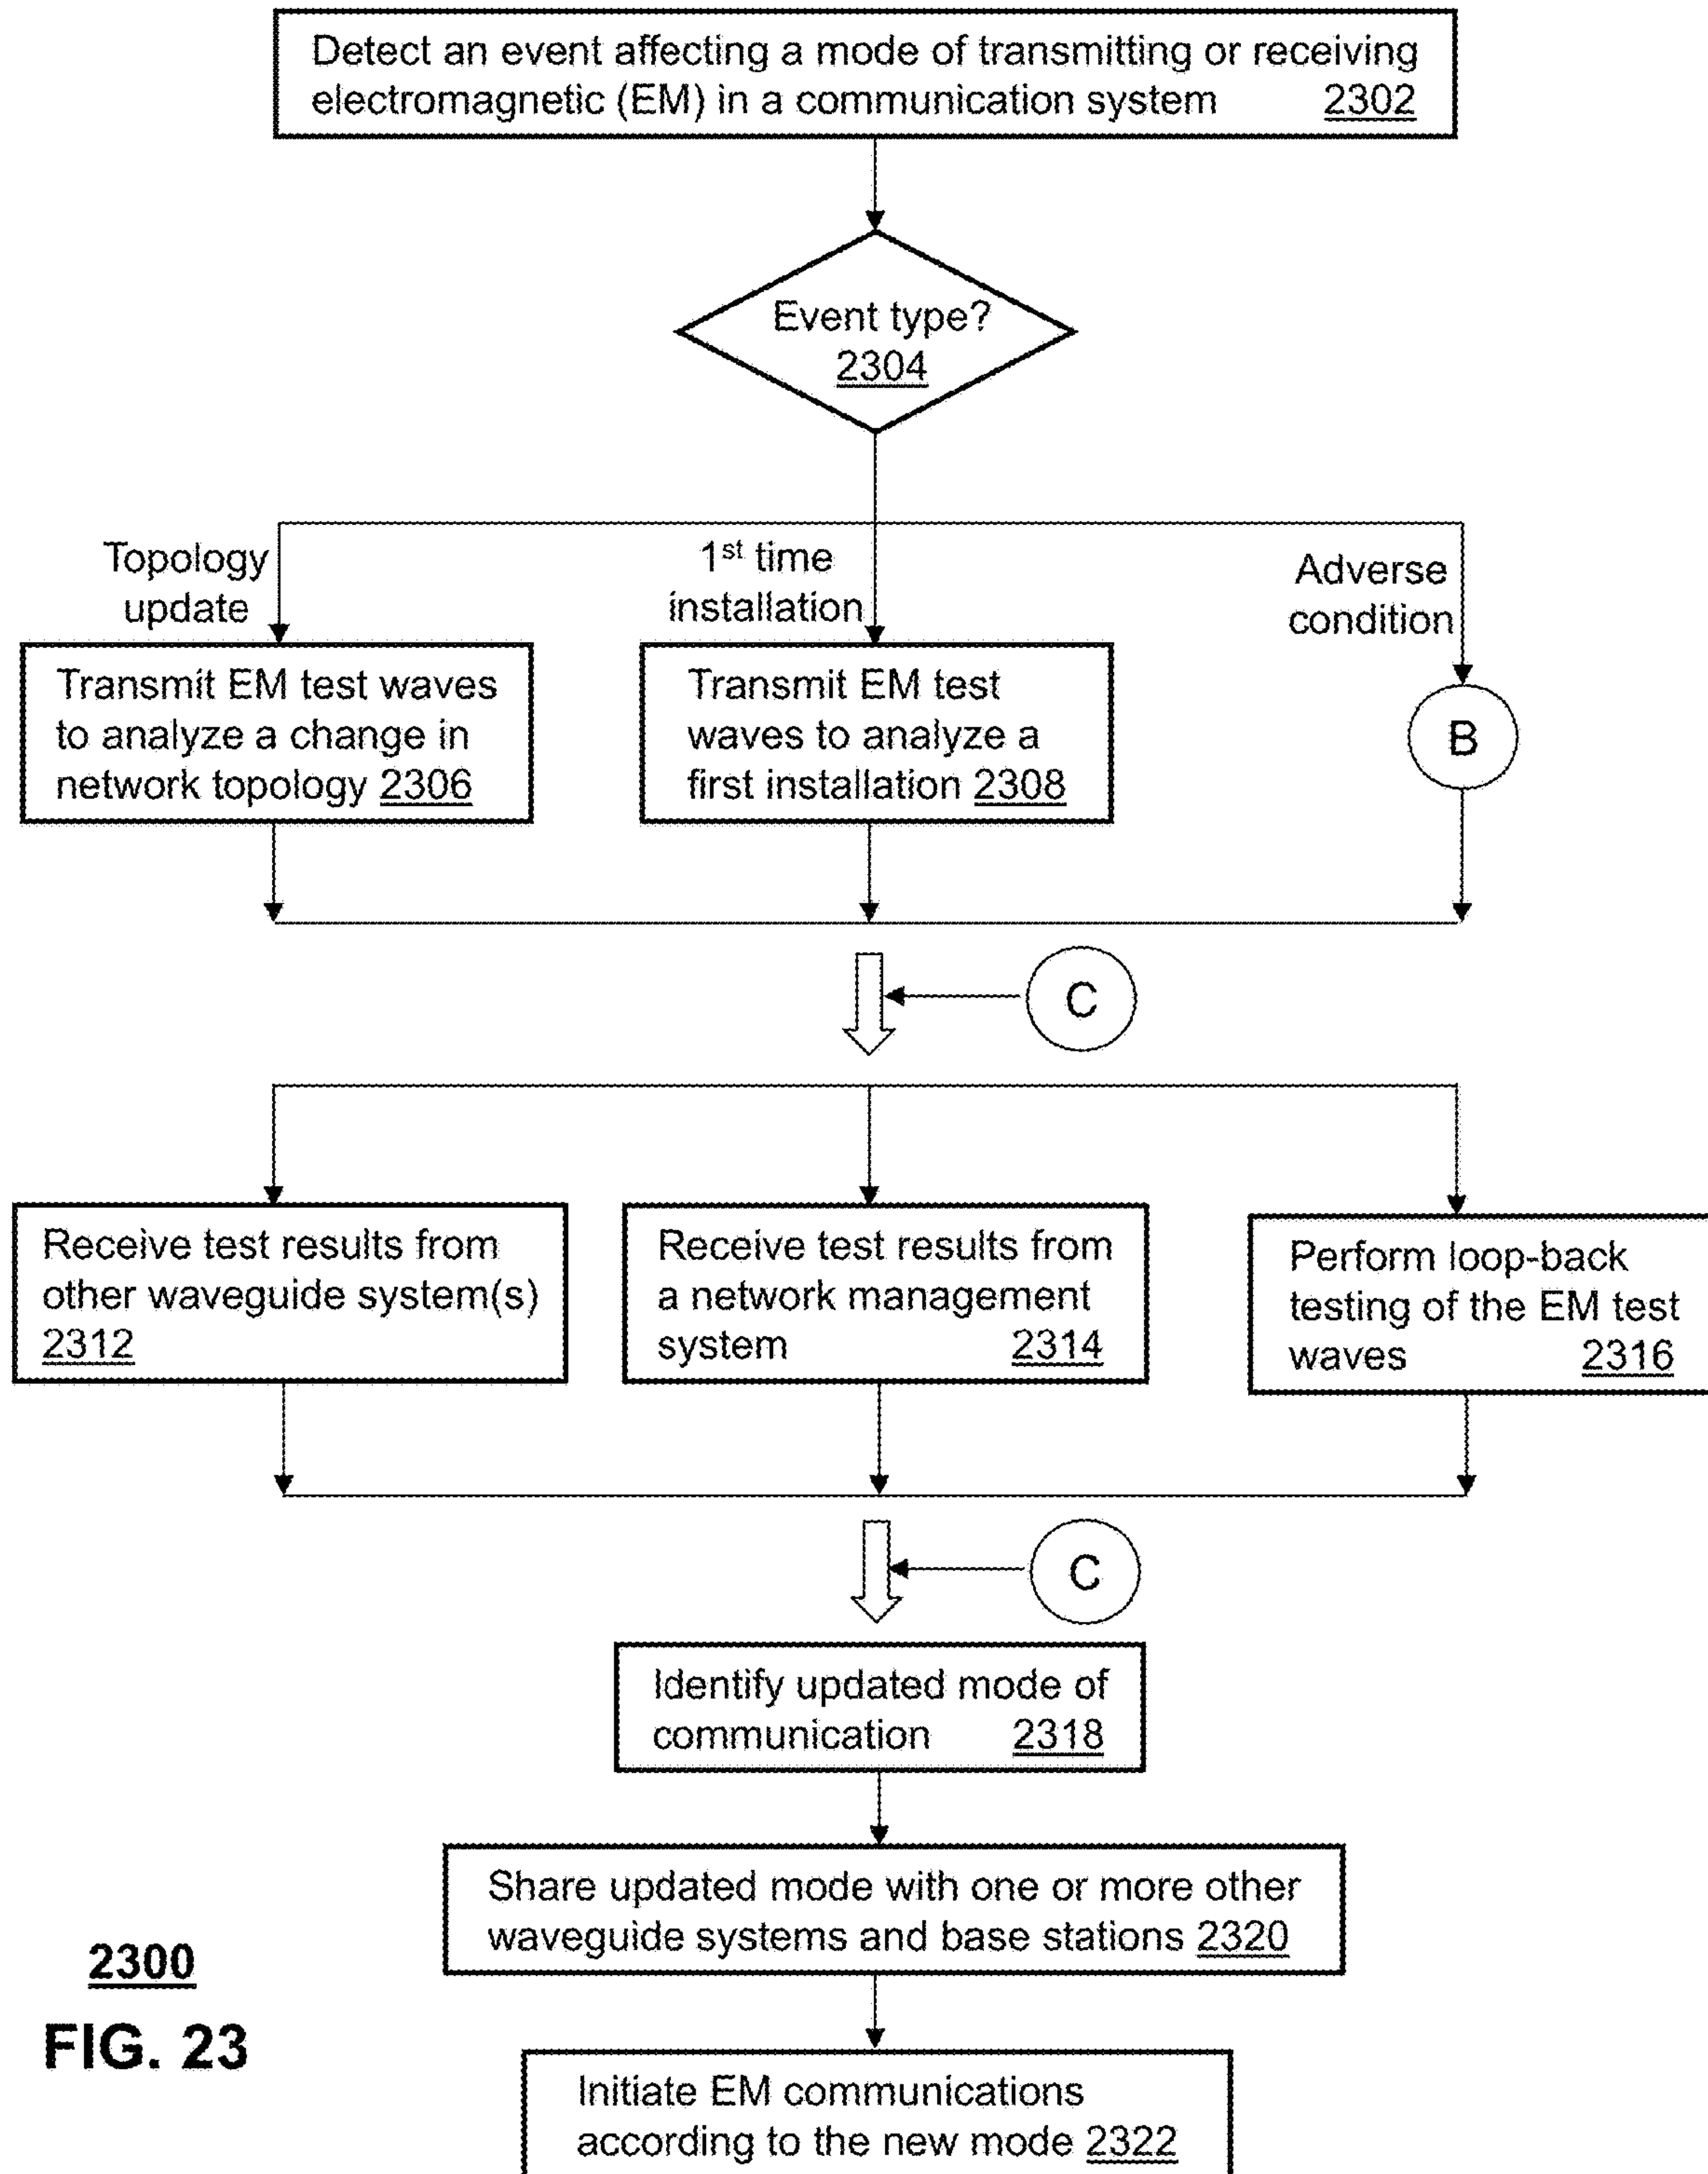 Detect an event affecting a mode of transmitting or receiving
electromagnetic (EM) in a communication system 2302
Event type?
2304
Topology
update
1st time
installation
Adverse
condition
Transmit EM test waves
to analyze a change in
network topology 2306
Transmit EM test
waves to analyze a
first installation 2308
B
C
Receive test results from
other waveguide system(s)
2312
Receive test results from
a network management
system 2314
Perform loop-back
testing of the EM test
waves 2316
C
Identify updated mode of
communication 2318
Share updated mode with one or more other
waveguide systems and base stations 2320
Initiate EM communications
according to the new mode 2322
2300
FIG. 23